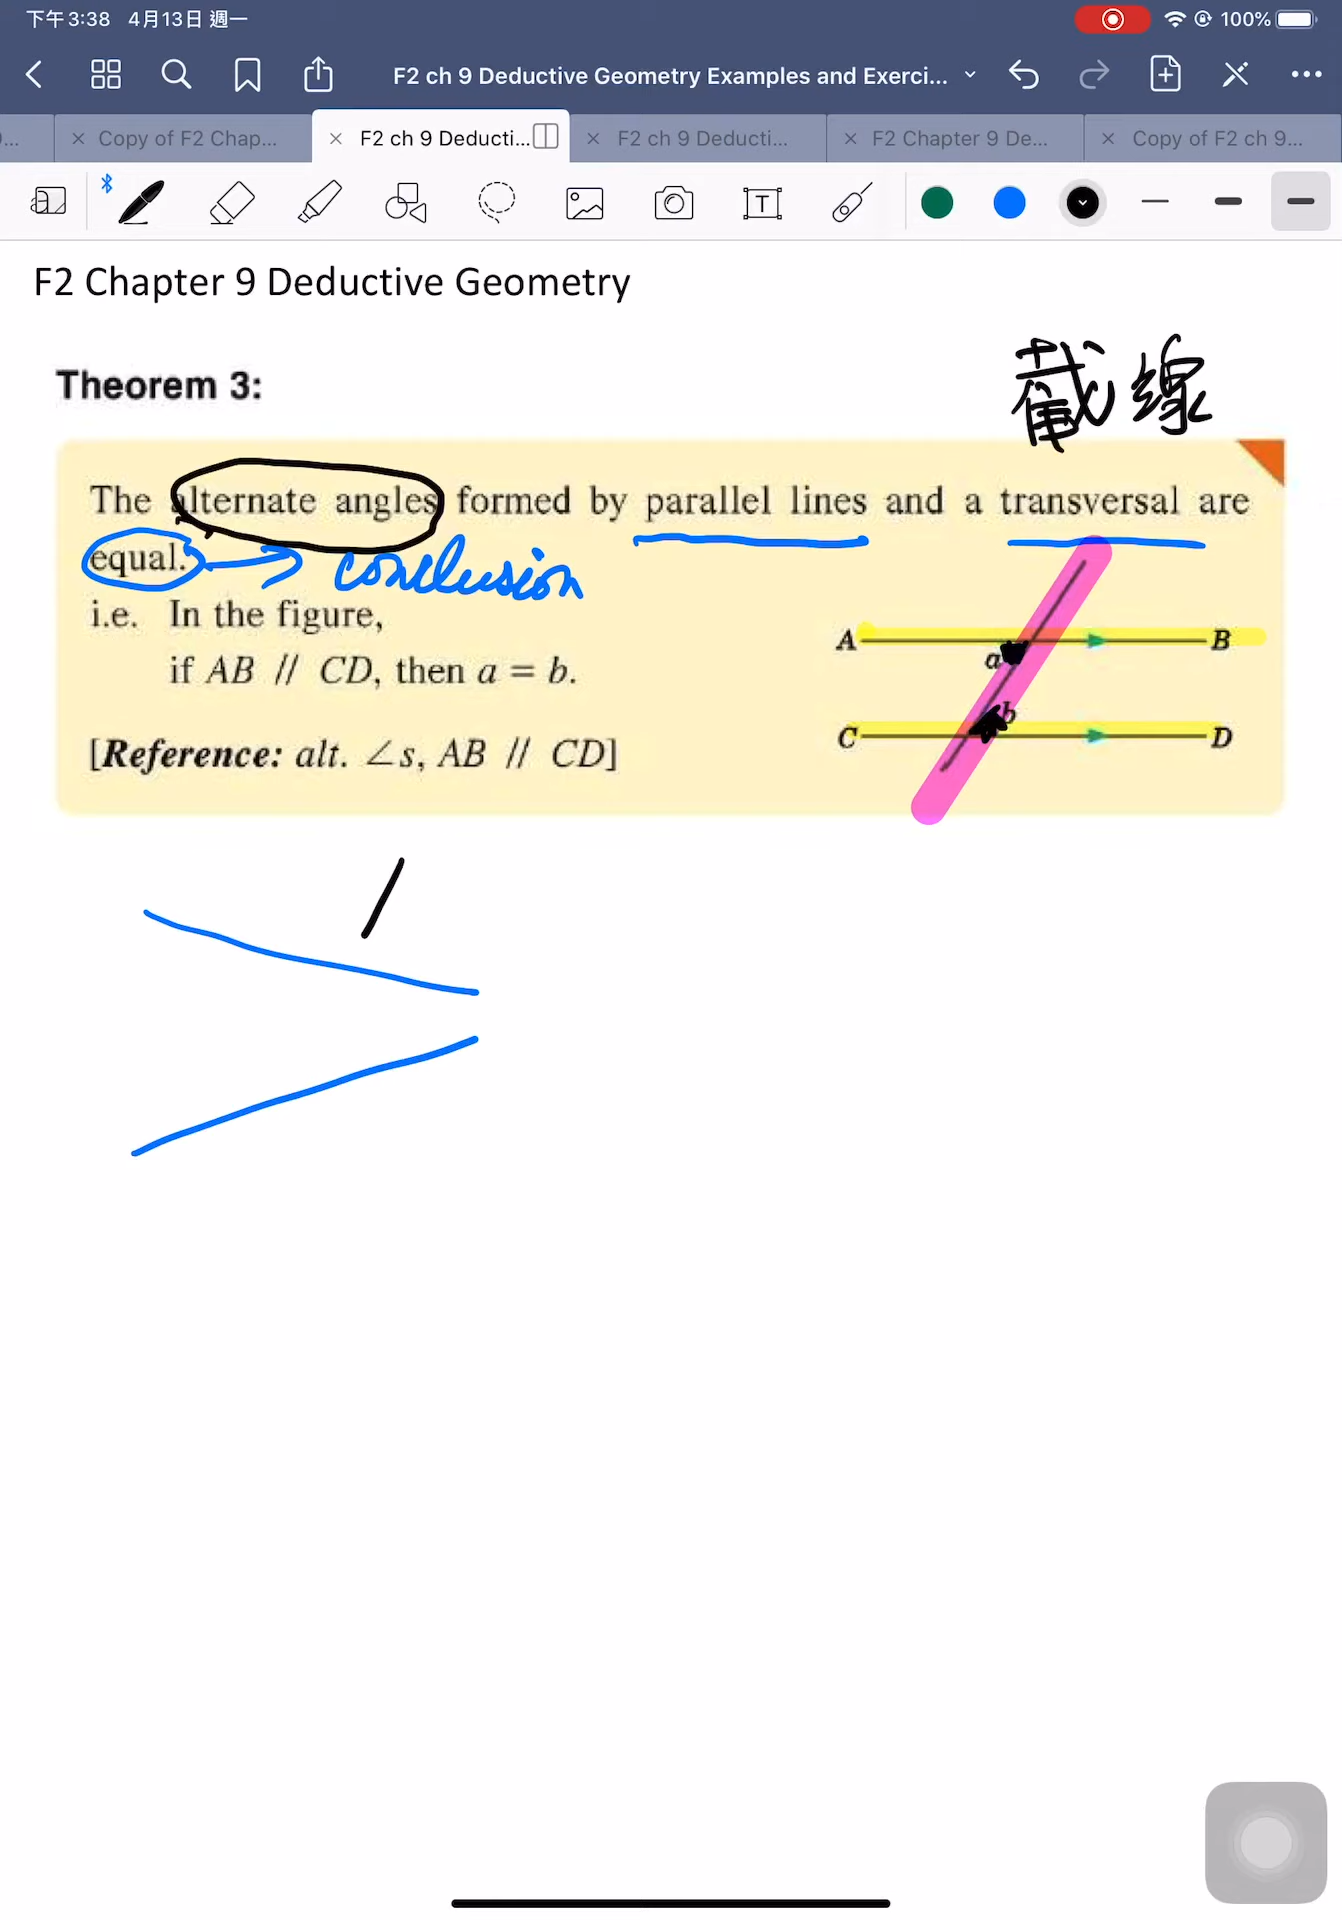 下午3:38 4月13日 週一
100%
F2 ch 9 Deductive Geometry Examples and Exerci...
Copy of F2 Chap...
F2 ch 9 Deducti...
F2 ch 9 Deducti...
F2 Chapter 9 De...
Copy of F2 ch 9...
F2 Chapter 9 Deductive Geometry
截線
Theorem 3:
The alternate angles formed by parallel lines and a transversal are
equal. → conclusion
i.e. In the figure,
if AB // CD, then a = b.
[Reference: alt. ∠s, AB // CD]
A B
a
b
C D